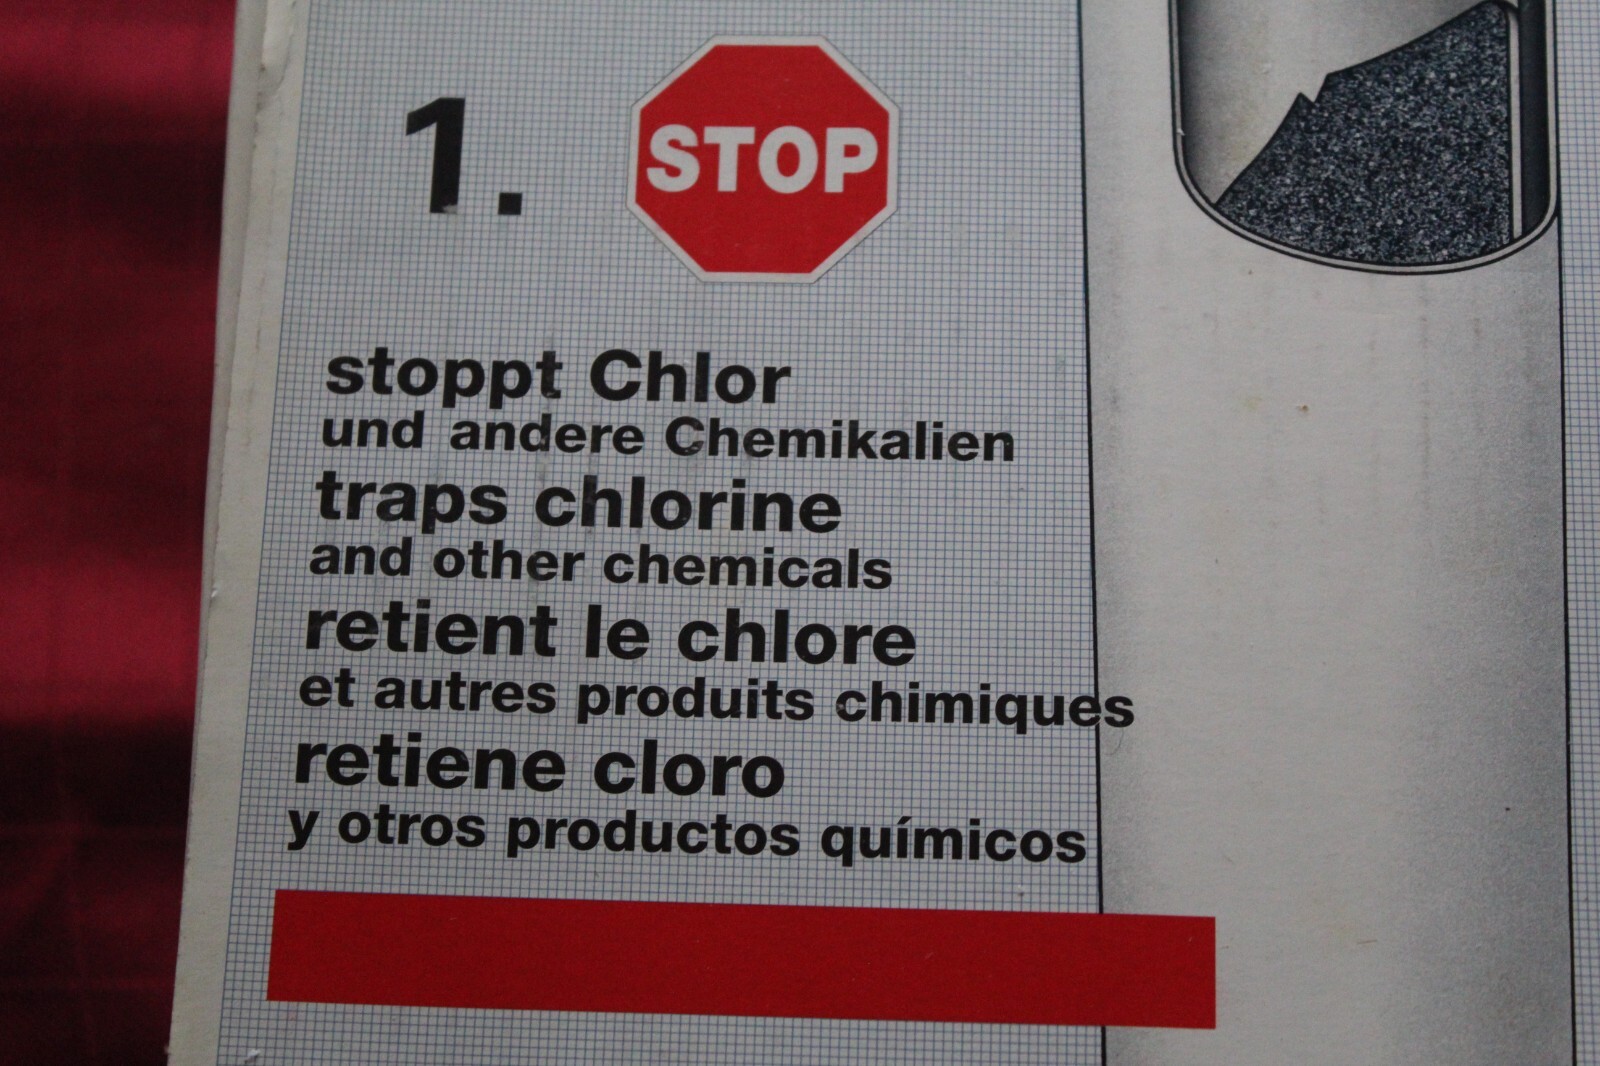 1.
STOP
stoppt Chlor
und andere Chemikalien
traps chlorine
and other chemicals
retient le chlore
et autres produits chimiques
retiene cloro
y otros productos químicos